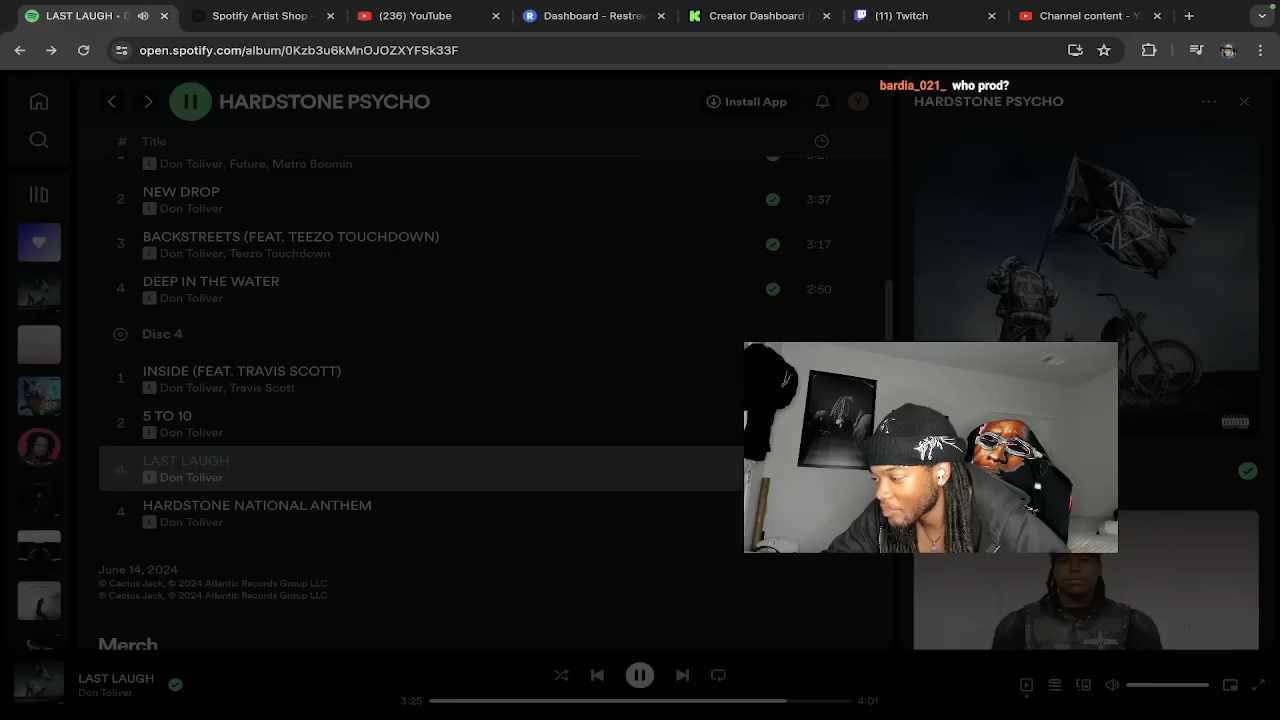 LAST LAUGH • D
Spotify Artist Shop –
(236) YouTube
Dashboard - Restre
Creator Dashboard
(11) Twitch
Channel content - Y
open.spotify.com/album/0Kzb3u6kMnOJOZXYFSk33F
HARDSTONE PSYCHO
Install App
Y
bardia_021_ who prod?
HARDSTONE PSYCHO
# Title
Don Toliver, Future, Metro Boomin
2 NEW DROP 3:37
E Don Toliver
3 BACKSTREETS (FEAT. TEEZO TOUCHDOWN) 3:17
E Don Toliver, Teezo Touchdown
4 DEEP IN THE WATER 2:50
E Don Toliver
Disc 4
1 INSIDE (FEAT. TRAVIS SCOTT)
E Don Toliver, Travis Scott
2 5 TO 10
E Don Toliver
LAST LAUGH
E Don Toliver
4 HARDSTONE NATIONAL ANTHEM
E Don Toliver
June 14, 2024
© Cactus Jack, © 2024 Atlantic Records Group LLC
℗ Cactus Jack, ℗ 2024 Atlantic Records Group LLC
Merch
LAST LAUGH
Don Toliver
3:25
4:01